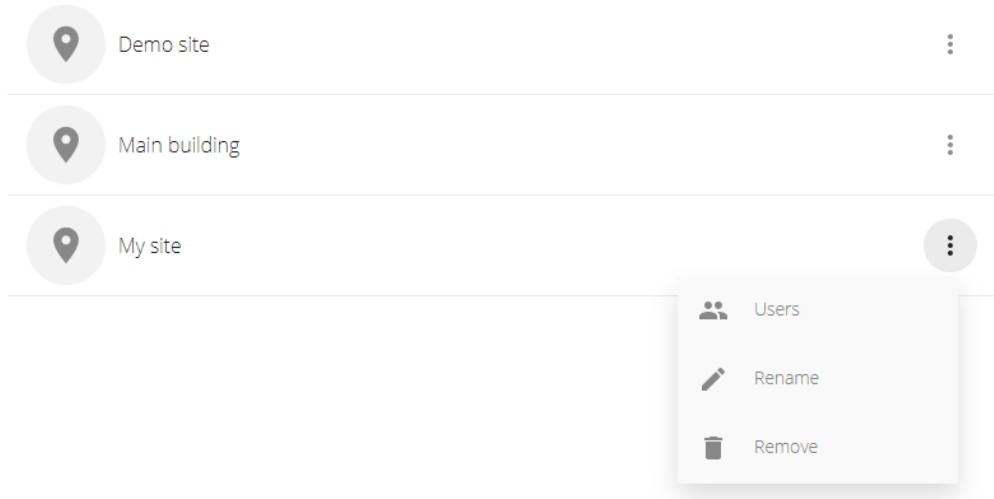 Demo site
Main building
My site
Users
Rename
Remove